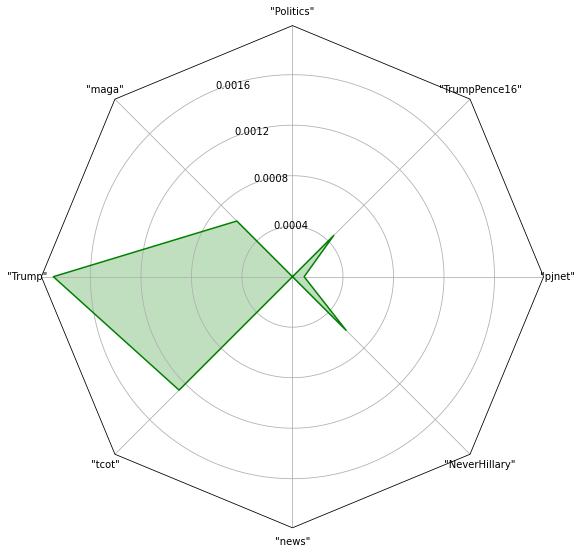 "Politics"
"maga"
0.0016
"TrumpPence16"
0.0012
0.0008
0.0004
"Trump"
"pjnet"
"tcot"
"NeverHillary"
"news"